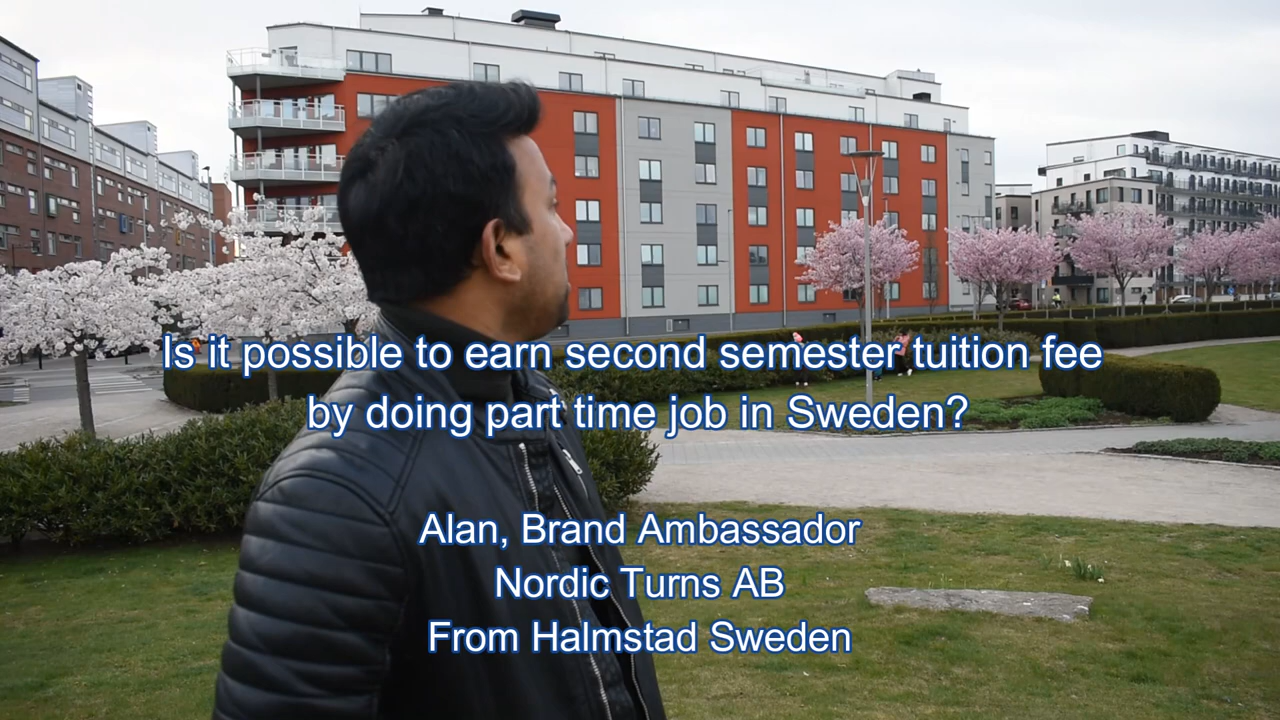 Is it possible to earn second semester tuition fee
by doing part time job in Sweden?
Alan, Brand Ambassador
Nordic Turns AB
From Halmstad Sweden